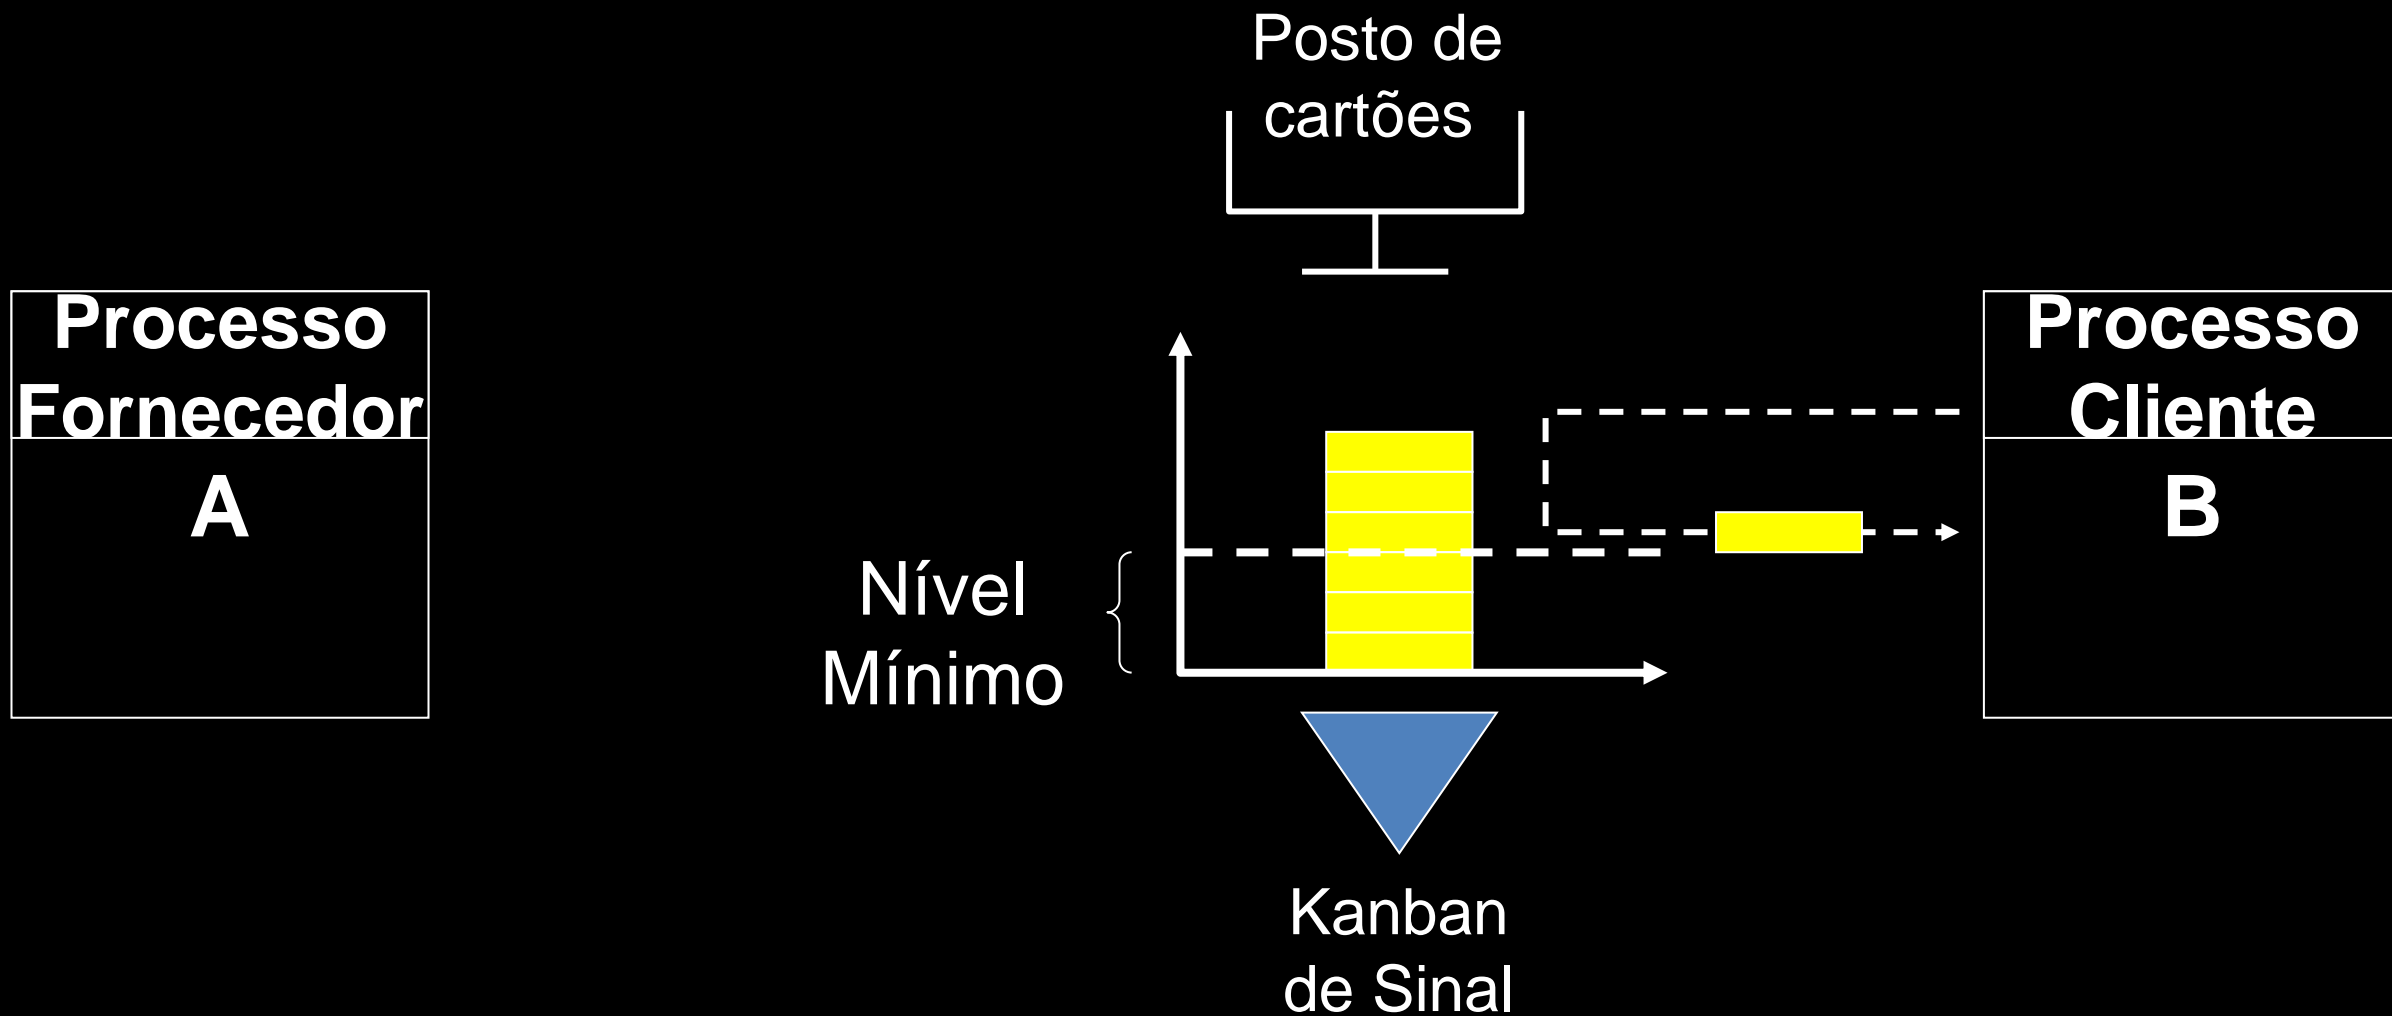 Posto de
cartões
Processo
Fornecedor
A
Processo
Cliente
B
Nível
Mínimo
Kanban
de Sinal